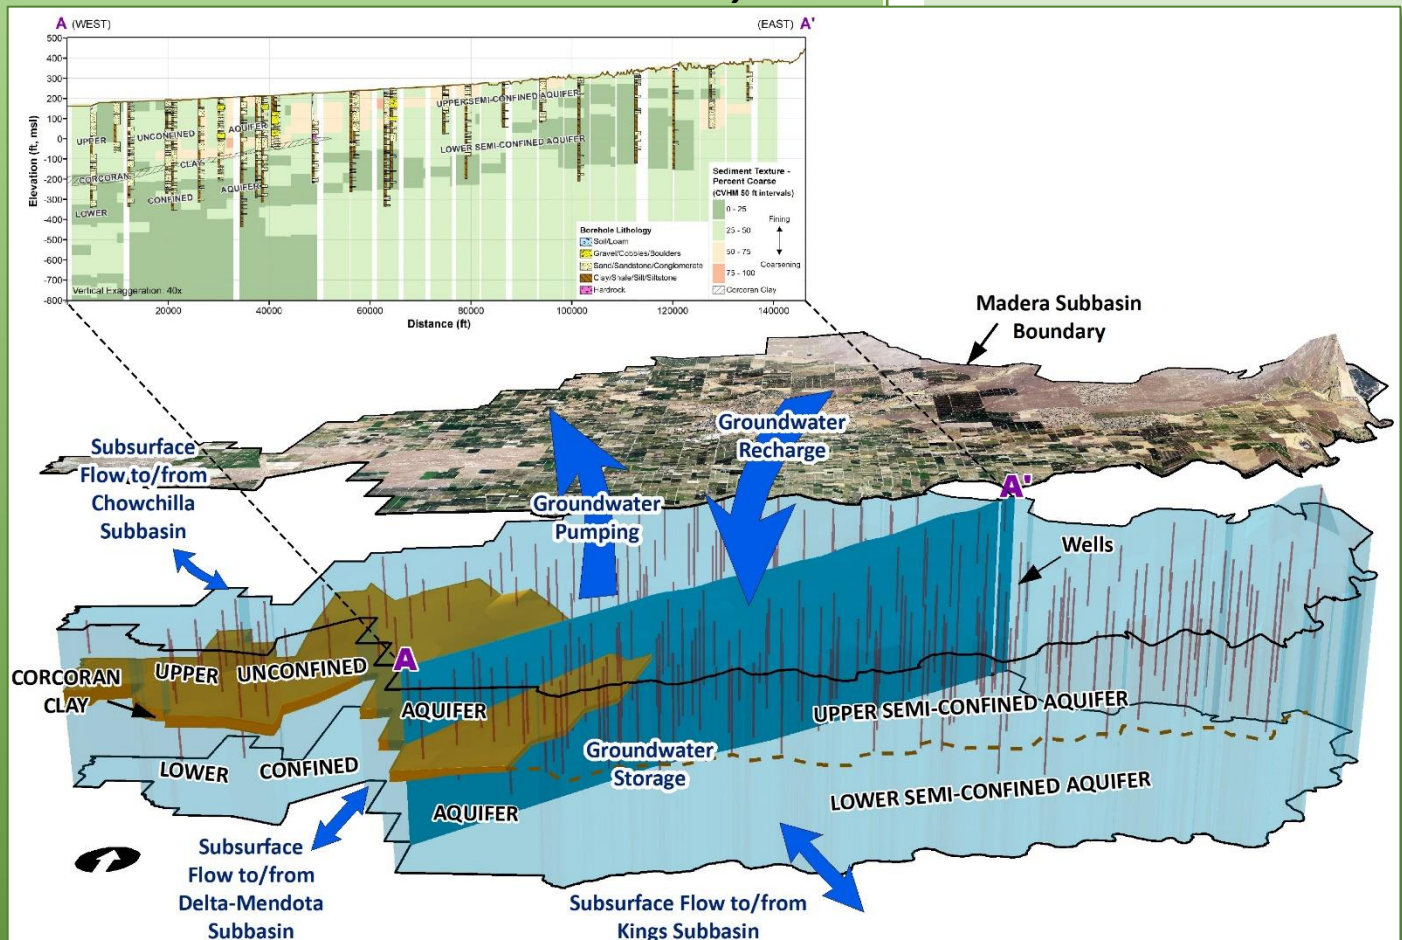 A (WEST)
(EAST) A'
500
400
300
200
100
0
-100
-200
-300
-400
-500
-600
-700
-800
Elevation (ft, msl)
UPPER UNCONFINED AQUIFER
CORCORAN CLAY
LOWER CONFINED AQUIFER
UPPER SEMI-CONFINED AQUIFER
LOWER SEMI-CONFINED AQUIFER
Borehole Lithology
Soil/Loam
Gravel/Cobbles/Boulders
Sand/Sandstone/Conglomerate
Clay/Shale/Silt/Siltstone
Hardrock
Sediment Texture -
Percent Coarse
(CVHM 50 ft intervals)
0 - 25
25 - 50
50 - 75
75 - 100
Fining
Coarsening
Corcoran Clay
Vertical Exaggeration: 40x
20000 40000 60000 80000 100000 120000 140000
Distance (ft)
Madera Subbasin
Boundary
Subsurface
Flow to/from
Chowchilla
Subbasin
Groundwater
Pumping
Groundwater
Recharge
A'
Wells
A
CORCORAN
CLAY
UPPER UNCONFINED
AQUIFER
LOWER CONFINED
AQUIFER
Groundwater
Storage
UPPER SEMI-CONFINED AQUIFER
LOWER SEMI-CONFINED AQUIFER
Subsurface
Flow to/from
Delta-Mendota
Subbasin
Subsurface Flow to/from
Kings Subbasin